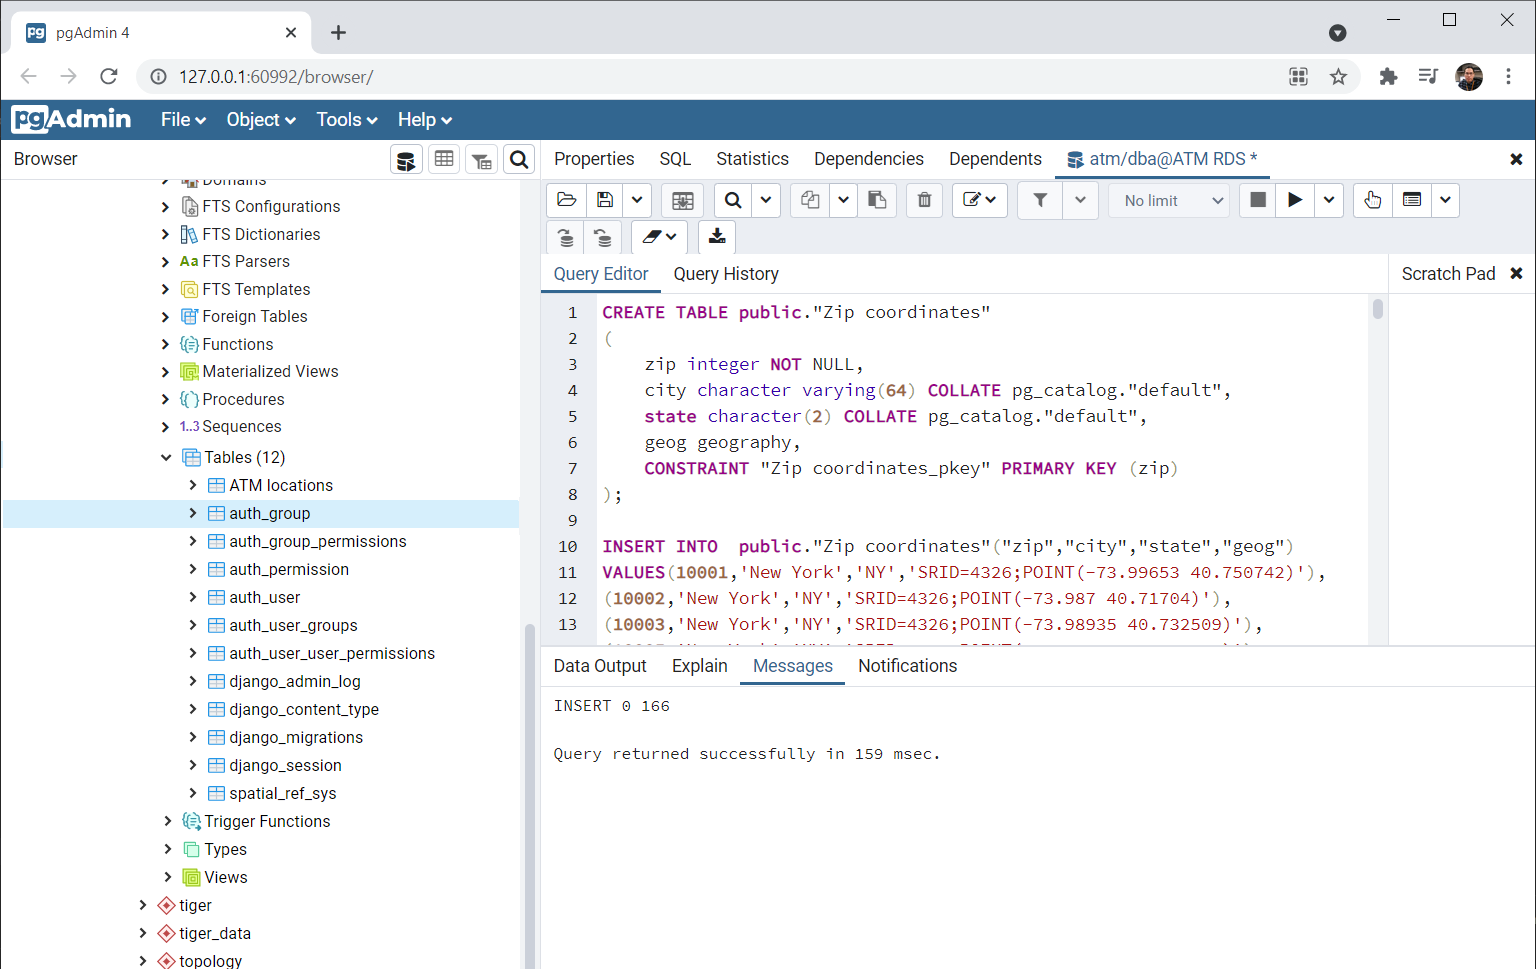 pgAdmin 4
127.0.0.1:60992/browser/
pgAdmin File Object Tools Help
Browser
Properties SQL Statistics Dependencies Dependents atm/dba@ATM RDS *
Domains
FTS Configurations
FTS Dictionaries
Aa FTS Parsers
FTS Templates
Foreign Tables
Functions
Materialized Views
Procedures
1..3 Sequences
Tables (12)
ATM locations
auth_group
auth_group_permissions
auth_permission
auth_user
auth_user_groups
auth_user_user_permissions
django_admin_log
django_content_type
django_migrations
django_session
spatial_ref_sys
Trigger Functions
Types
Views
tiger
tiger_data
topology
No limit
Query Editor Query History
Scratch Pad
1 CREATE TABLE public."Zip coordinates"
2 (
3 zip integer NOT NULL,
4 city character varying(64) COLLATE pg_catalog."default",
5 state character(2) COLLATE pg_catalog."default",
6 geog geography,
7 CONSTRAINT "Zip coordinates_pkey" PRIMARY KEY (zip)
8 );
9
10 INSERT INTO  public."Zip coordinates"("zip","city","state","geog")
11 VALUES(10001,'New York','NY','SRID=4326;POINT(-73.99653 40.750742)'),
12 (10002,'New York','NY','SRID=4326;POINT(-73.987 40.71704)'),
13 (10003,'New York','NY','SRID=4326;POINT(-73.98935 40.732509)'),
Data Output Explain Messages Notifications
INSERT 0 166
Query returned successfully in 159 msec.